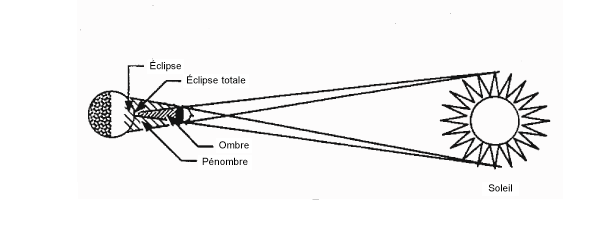 Éclipse
Éclipse totale
Ombre
Pénombre
Soleil